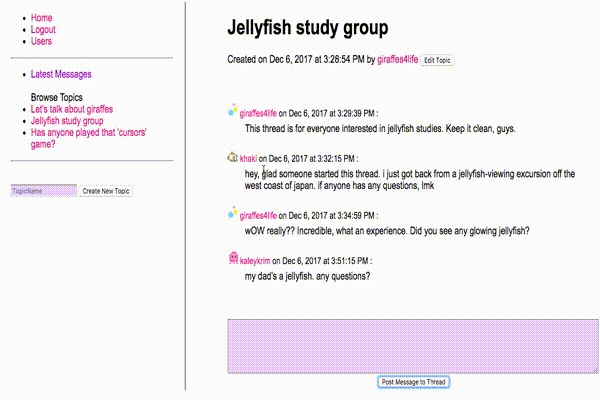 Home
Logout
Users
Latest Messages
Browse Topics
Let's talk about giraffes
Jellyfish study group
Has anyone played that 'cursors'
game?
TopicName Create New Topic
Jellyfish study group
Created on Dec 6, 2017 at 3:28:54 PM by giraffes4life Edit Topic
giraffes4life on Dec 6, 2017 at 3:29:39 PM :
This thread is for everyone interested in jellyfish studies. Keep it clean, guys.
khaki on Dec 6, 2017 at 3:32:15 PM :
hey, glad someone started this thread. i just got back from a jellyfish-viewing excursion off the
west coast of japan. if anyone has any questions, lmk
giraffes4life on Dec 6, 2017 at 3:34:59 PM :
wOW really?? Incredible, what an experience. Did you see any glowing jellyfish?
kaleykrim on Dec 6, 2017 at 3:51:15 PM :
my dad's a jellyfish. any questions?
Post Message to Thread